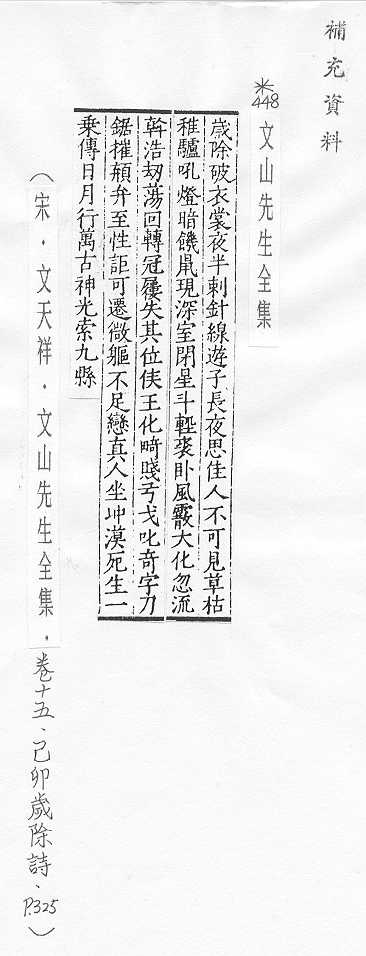 補充資料
*448 文山先生全集
歲除破衣裳夜半刺針線遊子長夜思佳人不可見草枯
稚驢吼燈暗饑鼠現深室閉星斗輕裘卧風霰大化忽流
斡浩刼蕩回轉冠屨失其位侯王化畸賤弓戈叱奇字刀
鋸摧顛弁至性詎可遷微軀不足戀真人坐冲漠死生一
乗傳日月行萬古神光索九縣
（宋．文天祥．文山先生全集．卷十五、己卯歲除詩、P.325）